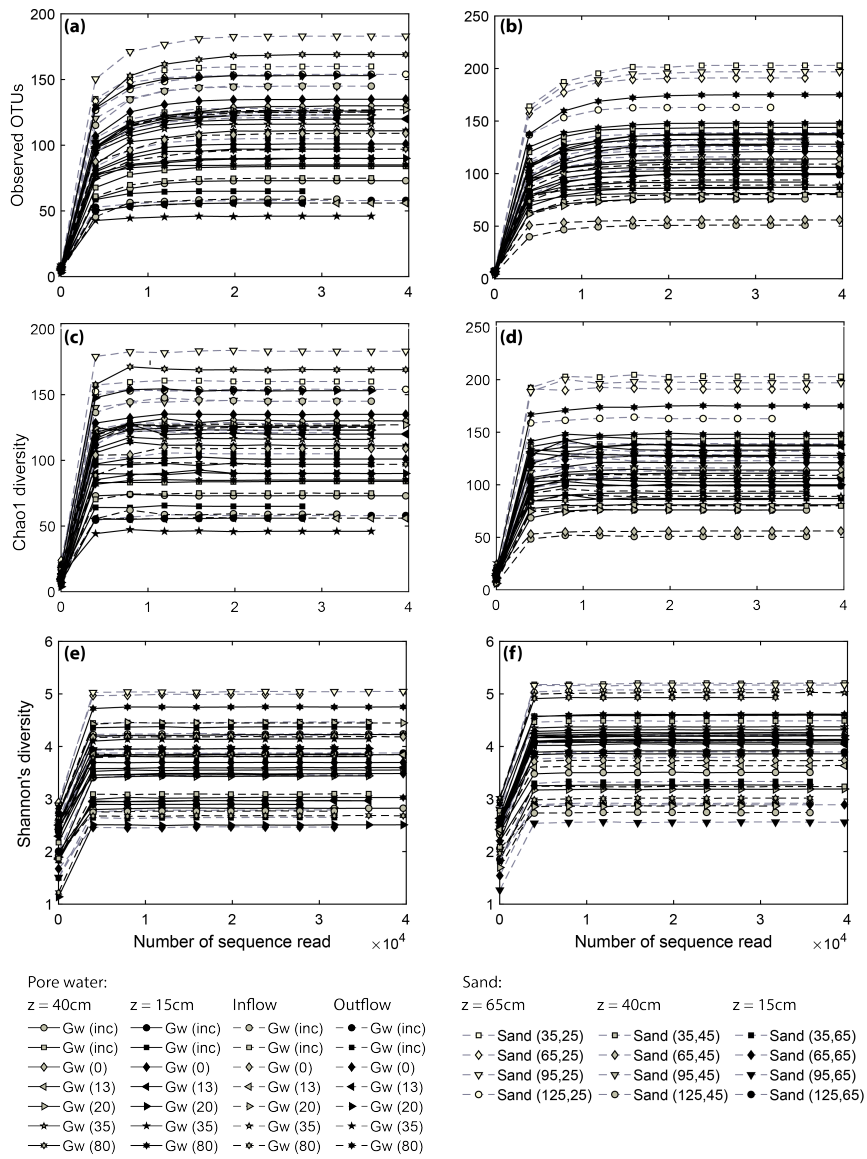 (a)
200
150
100
50
0
Observed OTUs
0 1 2 3 4
(b)
250
200
150
100
50
0
0 1 2 3 4
(c)
200
150
100
50
0
Chao1 diversity
0 1 2 3 4
(d)
250
200
150
100
50
0
0 1 2 3 4
(e)
6
5
4
3
2
1
Shannon's diversity
0 1 2 3 4
Number of sequence read ×10⁴
(f)
6
5
4
3
2
1
0 1 2 3 4
Number of sequence read ×10⁴
Pore water:
z = 40cm z = 15cm Inflow Outflow
Gw (inc) Gw (inc) Gw (inc) Gw (inc)
Gw (inc) Gw (inc) Gw (inc) Gw (inc)
Gw (0) Gw (0) Gw (0) Gw (0)
Gw (13) Gw (13) Gw (13) Gw (13)
Gw (20) Gw (20) Gw (20) Gw (20)
Gw (35) Gw (35) Gw (35) Gw (35)
Gw (80) Gw (80) Gw (80) Gw (80)
Sand:
z = 65cm z = 40cm z = 15cm
Sand (35,25) Sand (35,45) Sand (35,65)
Sand (65,25) Sand (65,45) Sand (65,65)
Sand (95,25) Sand (95,45) Sand (95,65)
Sand (125,25) Sand (125,45) Sand (125,65)